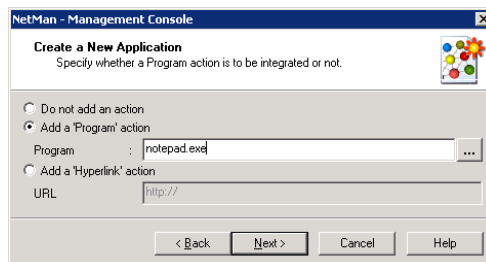 NetMan - Management Console
Create a New Application
Specify whether a Program action is to be integrated or not.
Do not add an action
Add a 'Program' action
Program : notepad.exe ...
Add a 'Hyperlink' action
URL http://
< Back Next > Cancel Help